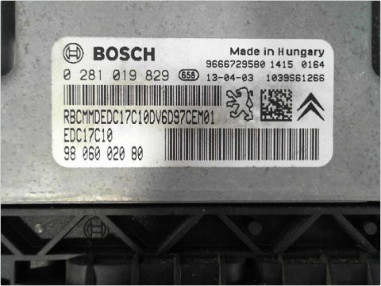 BOSCH
Made in Hungary
9666729580 1415 0164
0 281 019 829 658 13-04-03 1039S61266
RBCMMDEDC17C10DV6D97CEM01
EDC17C10
98 060 020 80